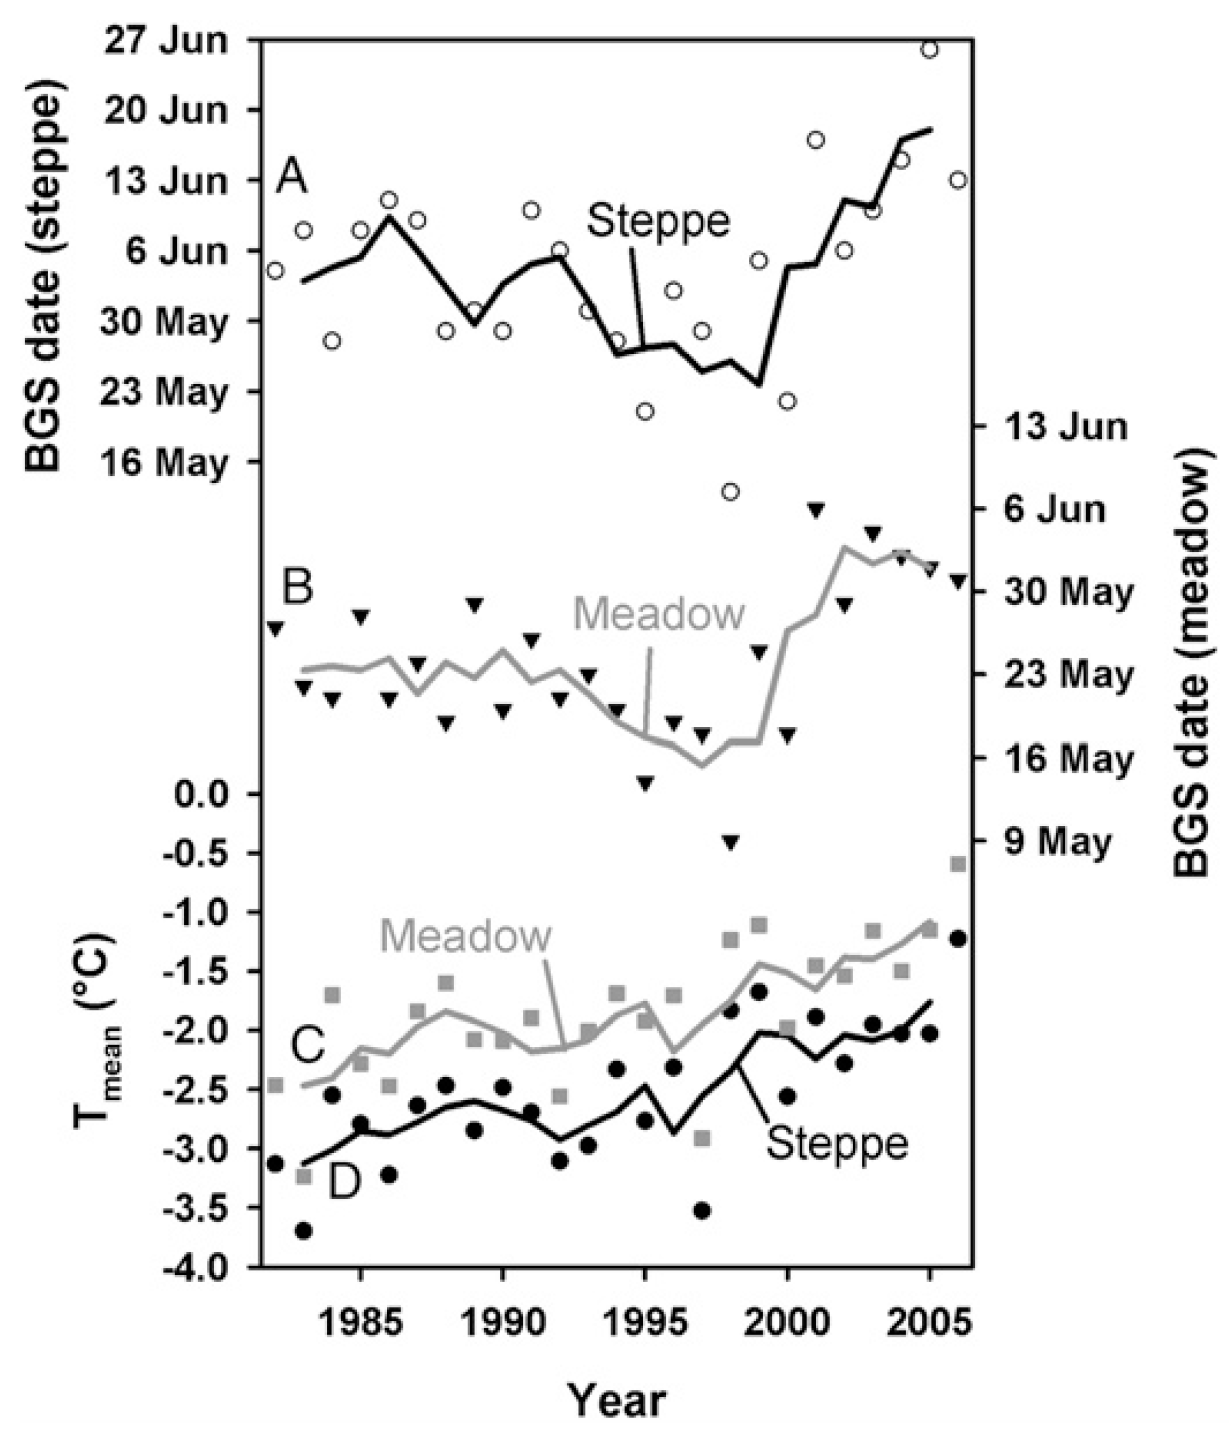 BGS date (steppe)
27 Jun
20 Jun
13 Jun
6 Jun
30 May
23 May
16 May
A
Steppe
13 Jun
6 Jun
30 May
23 May
16 May
9 May
BGS date (meadow)
B
Meadow
Tmean (°C)
0.0
-0.5
-1.0
-1.5
-2.0
-2.5
-3.0
-3.5
-4.0
Meadow
C
Steppe
D
1985 1990 1995 2000 2005
Year